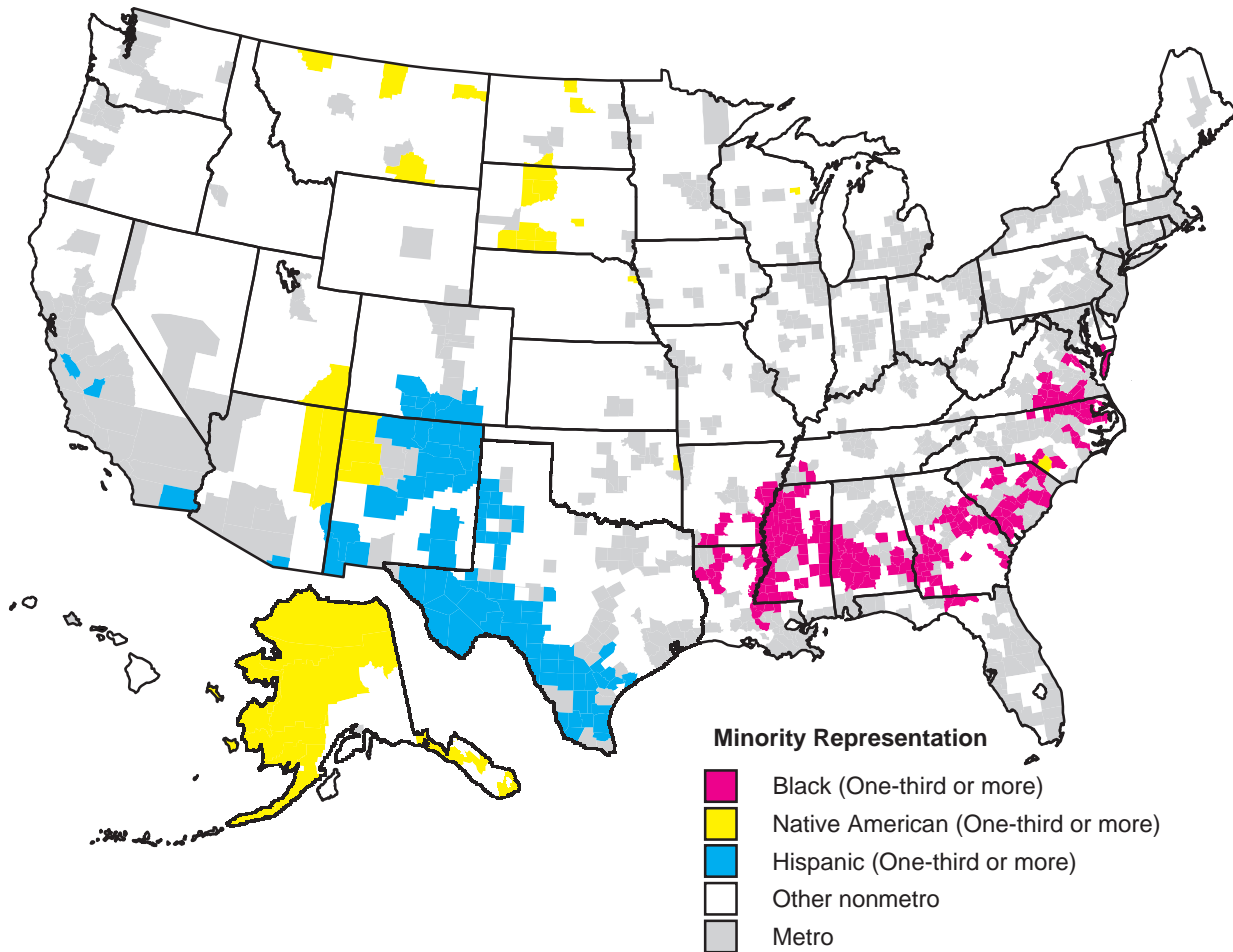 Minority Representation
Black (One-third or more)
Native American (One-third or more)
Hispanic (One-third or more)
Other nonmetro
Metro